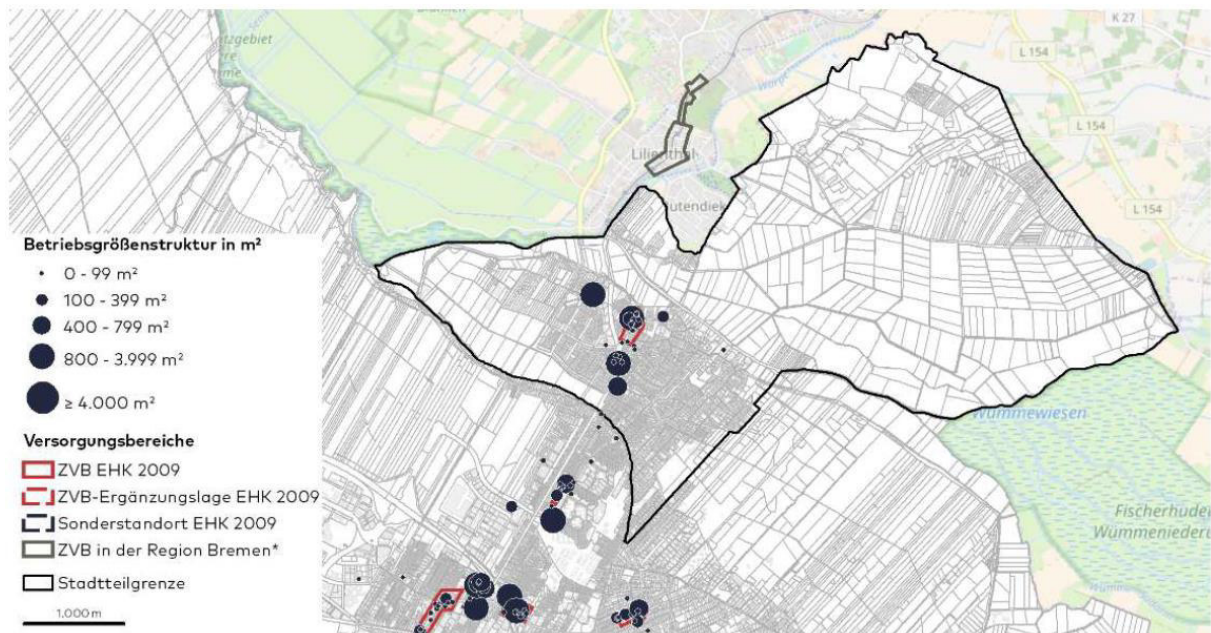 K 27
L 154
L 154
L 154
Lilienthal
Wümmewiesen
Fischerhuder
Wümmeniederu
Betriebsgrößenstruktur in m²
0 - 99 m²
100 - 399 m²
400 - 799 m²
800 - 3.999 m²
≥ 4.000 m²
Versorgungsbereiche
ZVB EHK 2009
ZVB-Ergänzungslage EHK 2009
Sonderstandort EHK 2009
ZVB in der Region Bremen*
Stadtteilgrenze
1.000 m